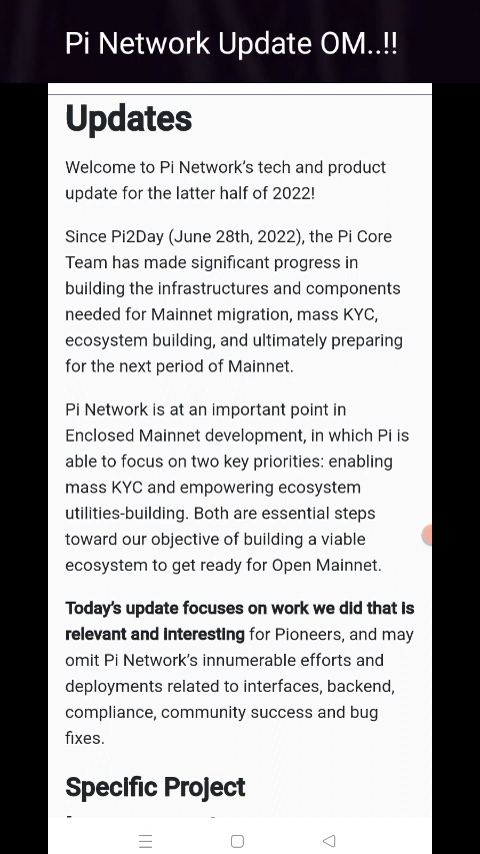 Pi Network Update OM..!!
Updates
Welcome to Pi Network's tech and product
update for the latter half of 2022!
Since Pi2Day (June 28th, 2022), the Pi Core
Team has made significant progress in
building the infrastructures and components
needed for Mainnet migration, mass KYC,
ecosystem building, and ultimately preparing
for the next period of Mainnet.
Pi Network is at an important point in
Enclosed Mainnet development, in which Pi is
able to focus on two key priorities: enabling
mass KYC and empowering ecosystem
utilities-building. Both are essential steps
toward our objective of building a viable
ecosystem to get ready for Open Mainnet.
Today's update focuses on work we did that is
relevant and interesting for Pioneers, and may
omit Pi Network's innumerable efforts and
deployments related to interfaces, backend,
compliance, community success and bug
fixes.
Specific Project